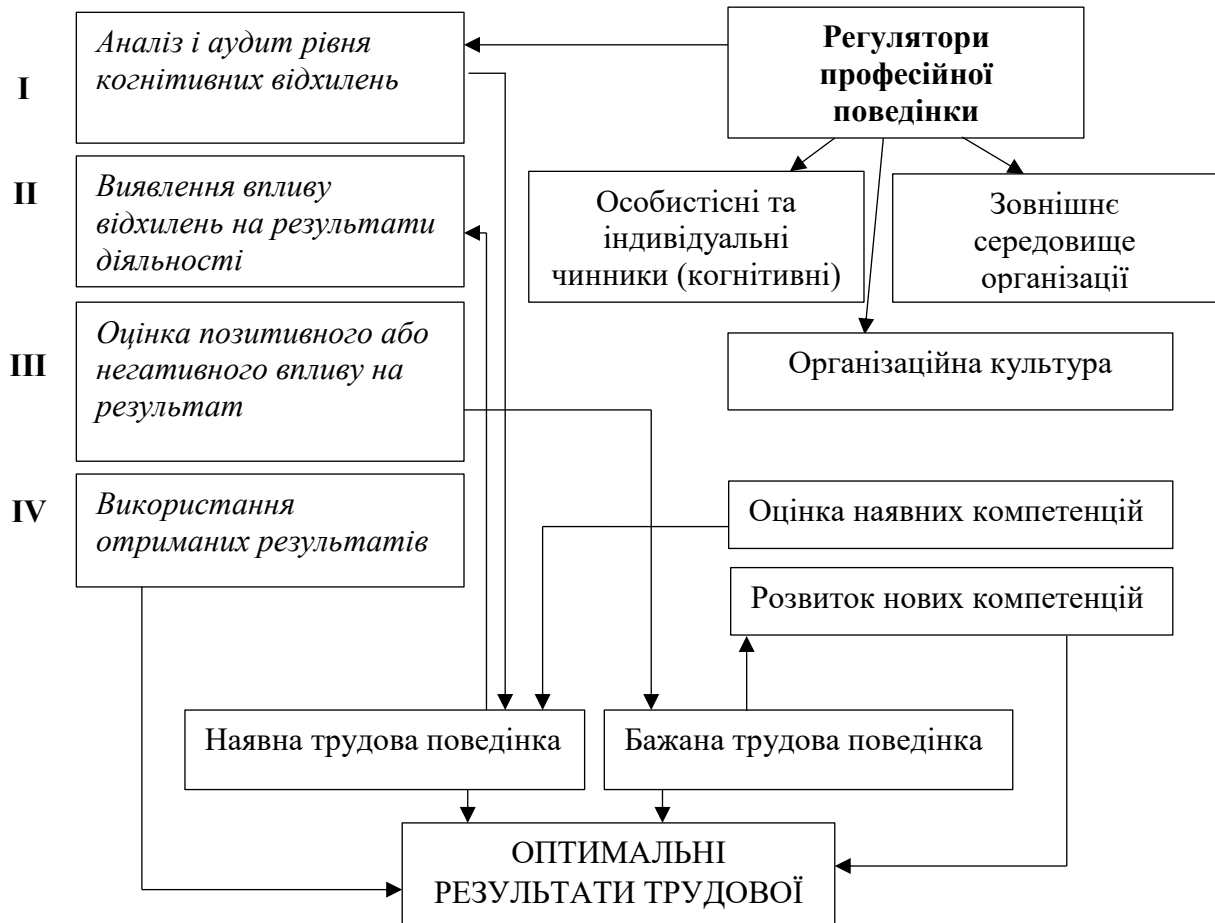 I
Аналіз і аудит рівня
когнітивних відхилень
Регулятори
професійної
поведінки
II
Виявлення впливу
відхилень на результати
діяльності
Особистісні та
індивідуальні
чинники (когнітивні)
Зовнішнє
середовище
організації
III
Оцінка позитивного або
негативного впливу на
результат
Організаційна культура
IV
Використання
отриманих результатів
Оцінка наявних компетенцій
Розвиток нових компетенцій
Наявна трудова поведінка
Бажана трудова поведінка
ОПТИМАЛЬНІ
РЕЗУЛЬТАТИ ТРУДОВОЇ